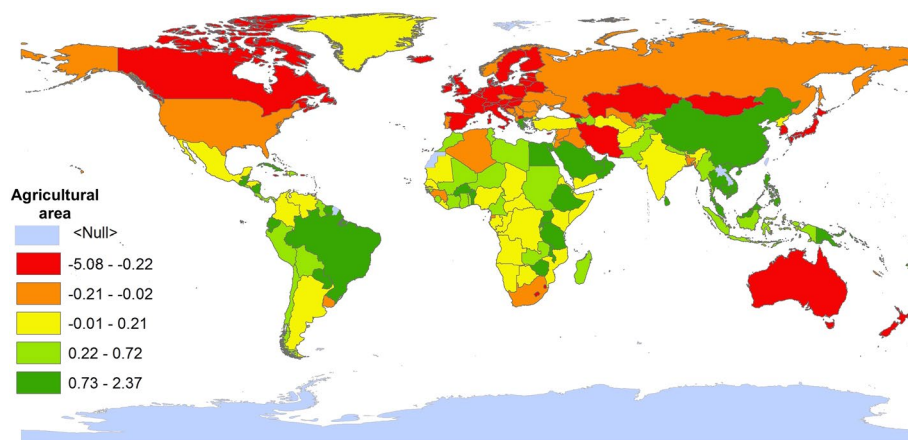 Agricultural
area
<Null>
-5.08 - -0.22
-0.21 - -0.02
-0.01 - 0.21
0.22 - 0.72
0.73 - 2.37